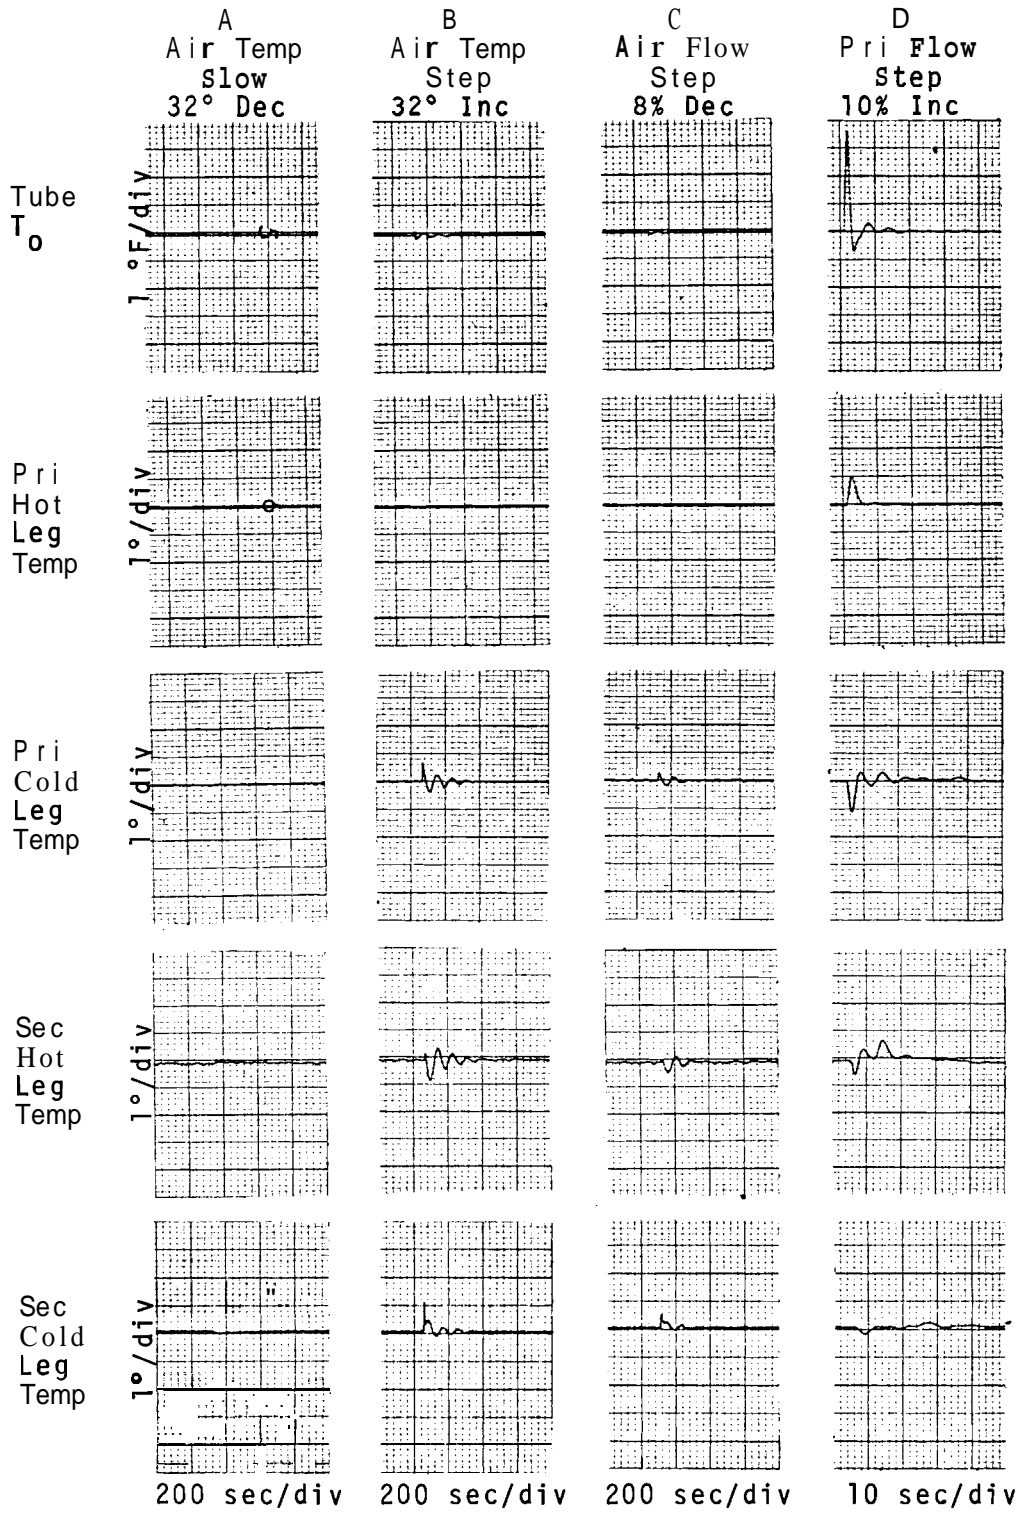 A
Air Temp
Slow
32° Dec
B
Air Temp
Step
32° Inc
C
Air Flow
Step
8% Dec
D
Pri Flow
Step
10% Inc
Tube
To
1 °F/div
Pri
Hot
Leg
Temp
1°/div
Pri
Cold
Leg
Temp
1°/div
Sec
Hot
Leg
Temp
1°/div
Sec
Cold
Leg
Temp
1°/div
200 sec/div
200 sec/div
200 sec/div
10 sec/div